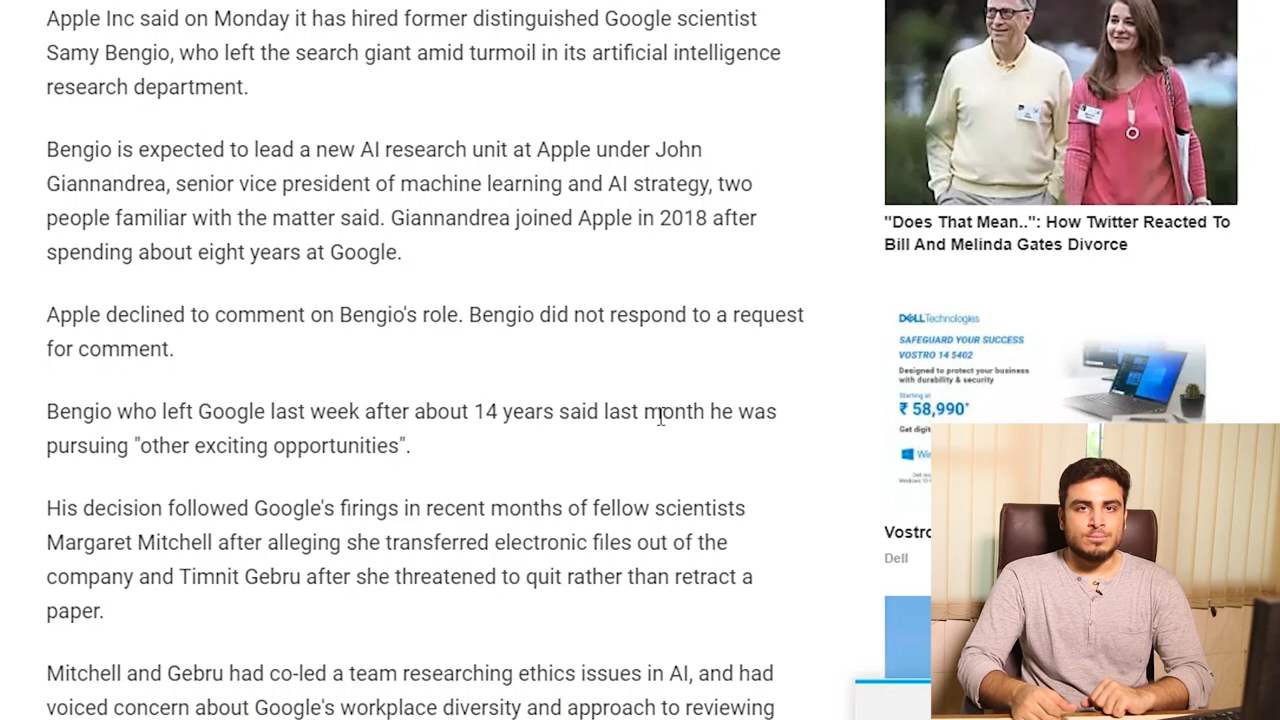 Apple Inc said on Monday it has hired former distinguished Google scientist
Samy Bengio, who left the search giant amid turmoil in its artificial intelligence
research department.
Bengio is expected to lead a new AI research unit at Apple under John
Giannandrea, senior vice president of machine learning and AI strategy, two
people familiar with the matter said. Giannandrea joined Apple in 2018 after
spending about eight years at Google.
Apple declined to comment on Bengio's role. Bengio did not respond to a request
for comment.
Bengio who left Google last week after about 14 years said last month he was
pursuing "other exciting opportunities".
His decision followed Google's firings in recent months of fellow scientists
Margaret Mitchell after alleging she transferred electronic files out of the
company and Timnit Gebru after she threatened to quit rather than retract a
paper.
Mitchell and Gebru had co-led a team researching ethics issues in AI, and had
voiced concern about Google's workplace diversity and approach to reviewing
"Does That Mean..": How Twitter Reacted To
Bill And Melinda Gates Divorce
DELL Technologies
SAFEGUARD YOUR SUCCESS
VOSTRO 14 5402
Designed to protect your business
with durability & security
Starting at
₹ 58,990*
Get digit
Wi
Vostro
Dell